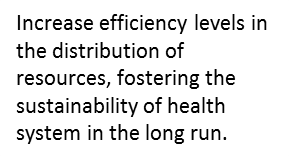 Increase efficiency levels in
the distribution of
resources, fostering the
sustainability of health
system in the long run.